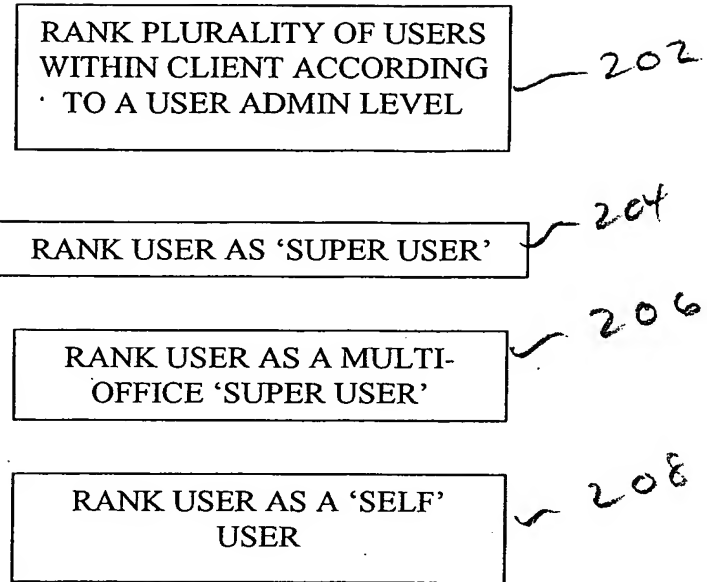 RANK PLURALITY OF USERS
WITHIN CLIENT ACCORDING
TO A USER ADMIN LEVEL
202
RANK USER AS ‘SUPER USER’
204
RANK USER AS A MULTI-
OFFICE ‘SUPER USER’
206
RANK USER AS A ‘SELF’
USER
208